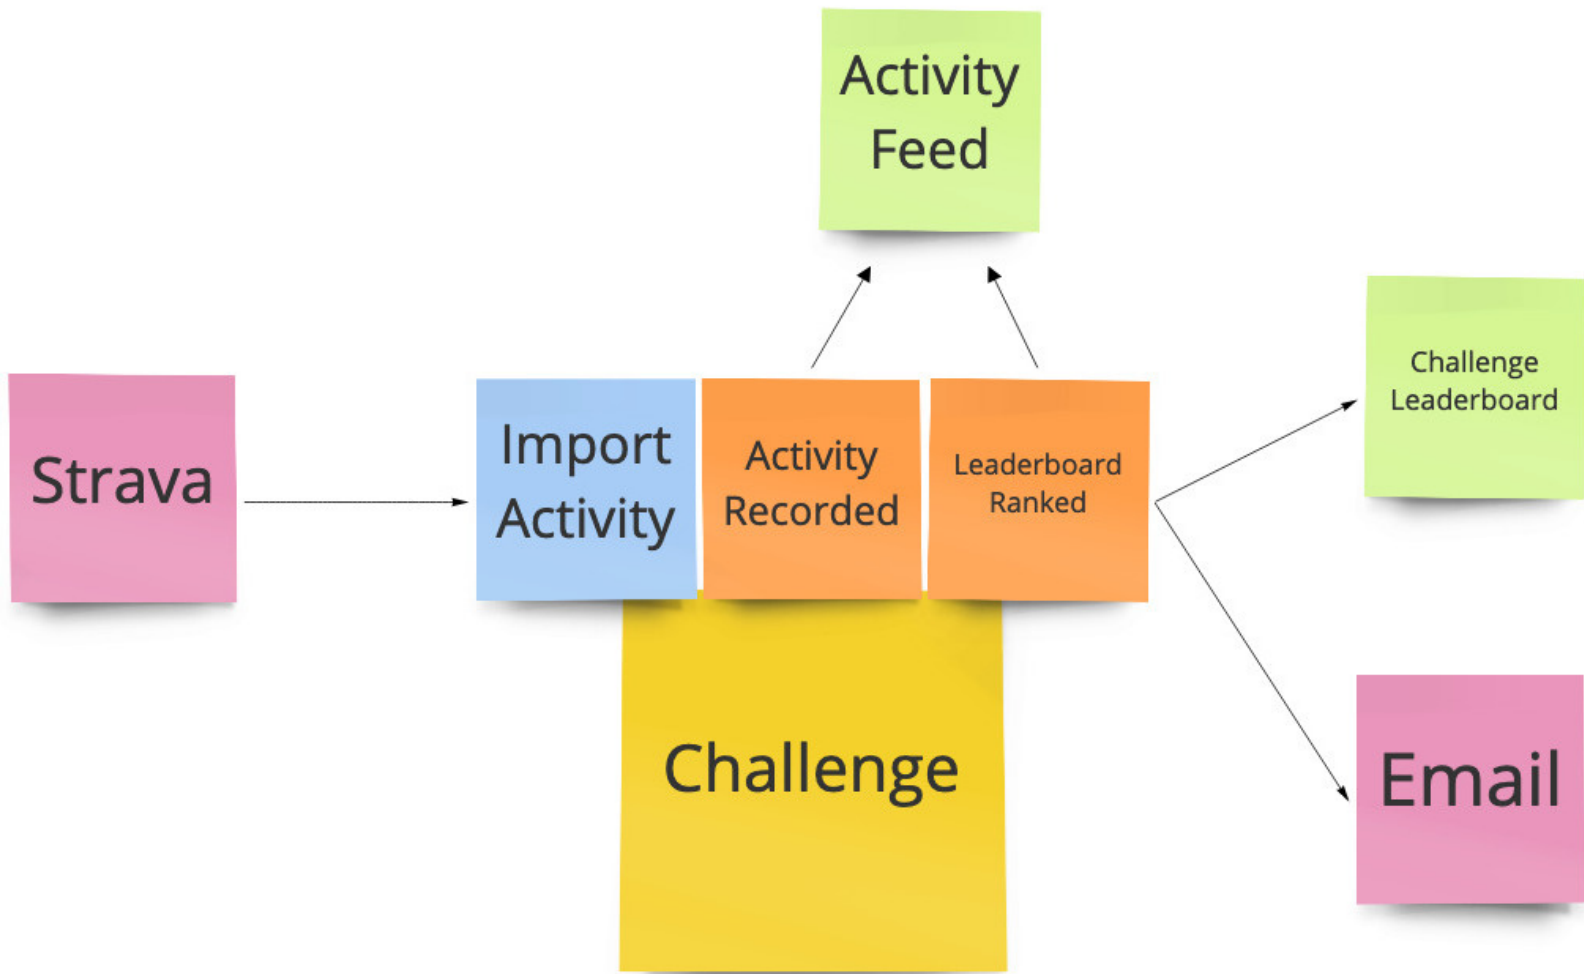 Activity
Feed
Strava
Import
Activity
Activity
Recorded
Leaderboard
Ranked
Challenge
Leaderboard
Challenge
Email